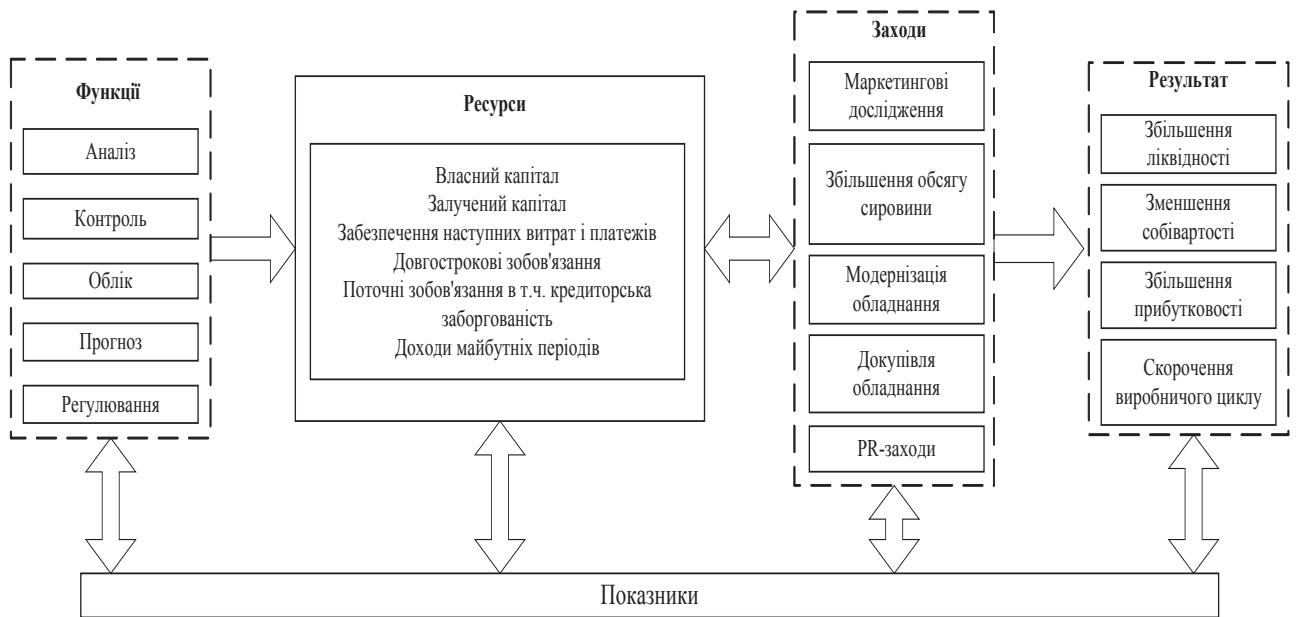 Функції
Аналіз
Контроль
Облік
Прогноз
Регулювання
Ресурси
Власний капітал
Залучений капітал
Забезпечення наступних витрат і платежів
Довгострокові зобов'язання
Поточні зобов'язання в т.ч. кредиторська
заборгованість
Доходи майбутніх періодів
Заходи
Маркетингові
дослідження
Збільшення обсягу
сировини
Модернізація
обладнання
Докупівля
обладнання
PR-заходи
Результат
Збільшення
ліквідності
Зменшення
собівартості
Збільшення
прибутковості
Скорочення
виробничого циклу
Показники